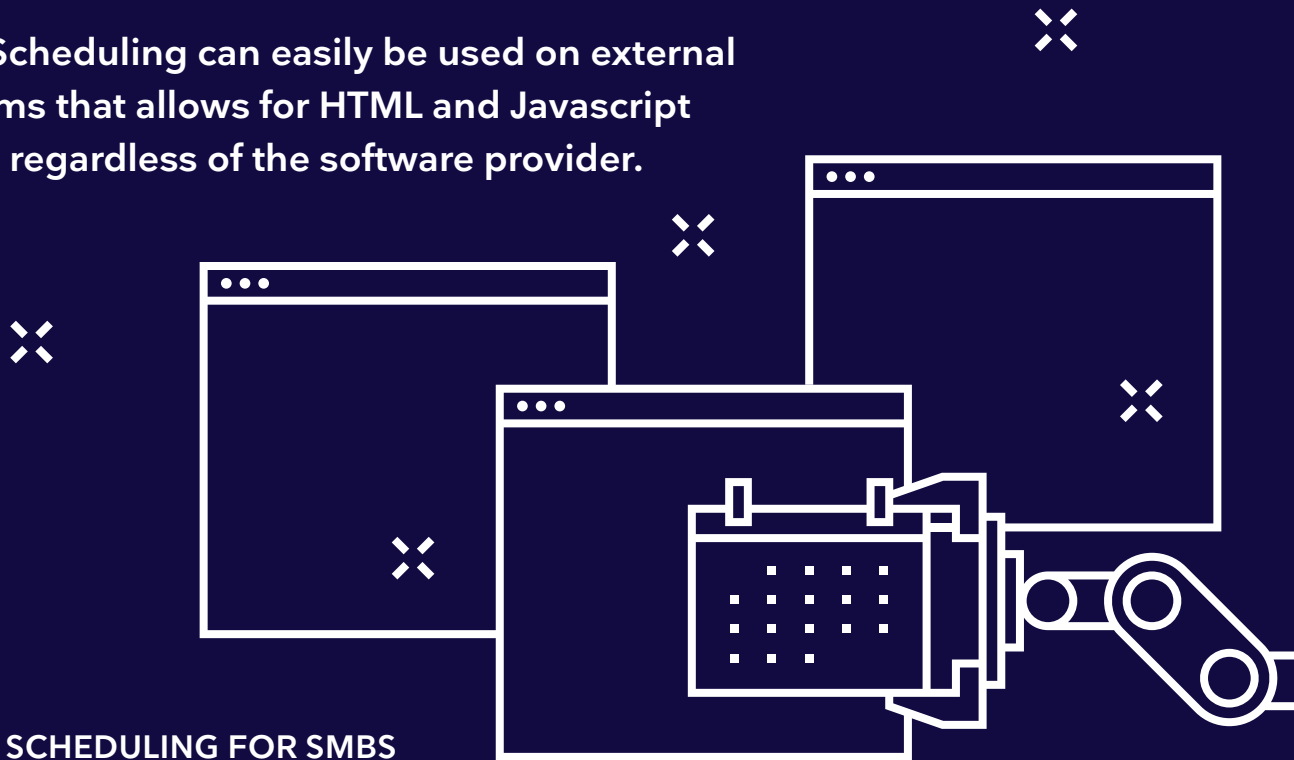 Scheduling can easily be used on external
ms that allows for HTML and Javascript
regardless of the software provider.
SCHEDULING FOR SMBS